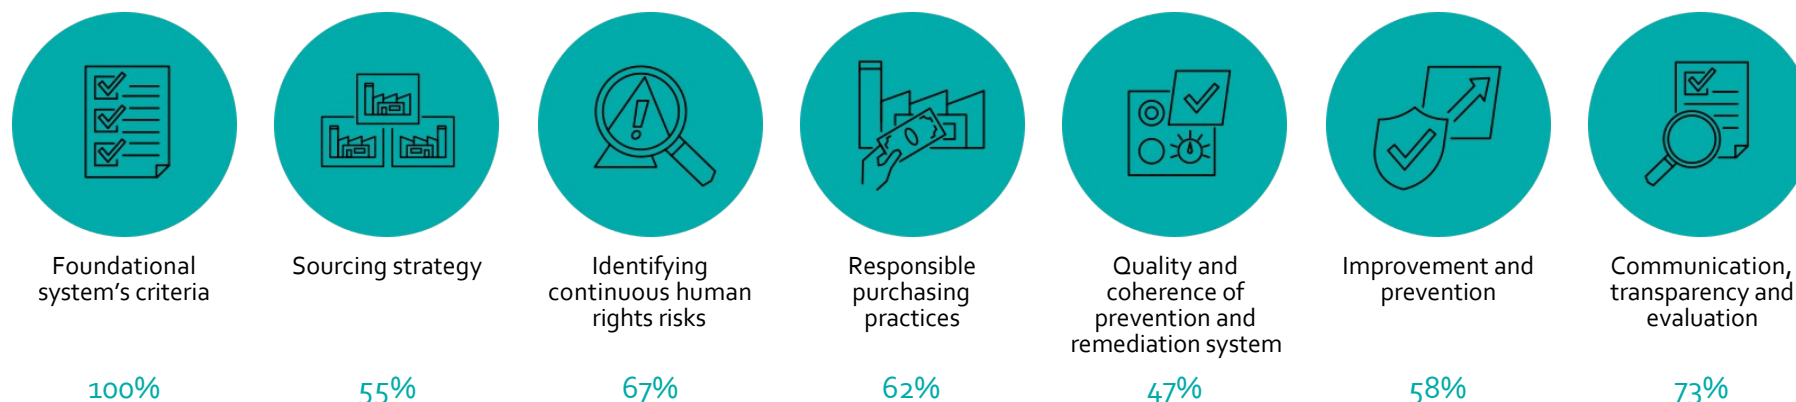 Foundational
system's criteria
100%
Sourcing strategy
55%
Identifying
continuous human
rights risks
67%
Responsible
purchasing
practices
62%
Quality and
coherence of
prevention and
remediation system
47%
Improvement and
prevention
58%
Communication,
transparency and
evaluation
73%